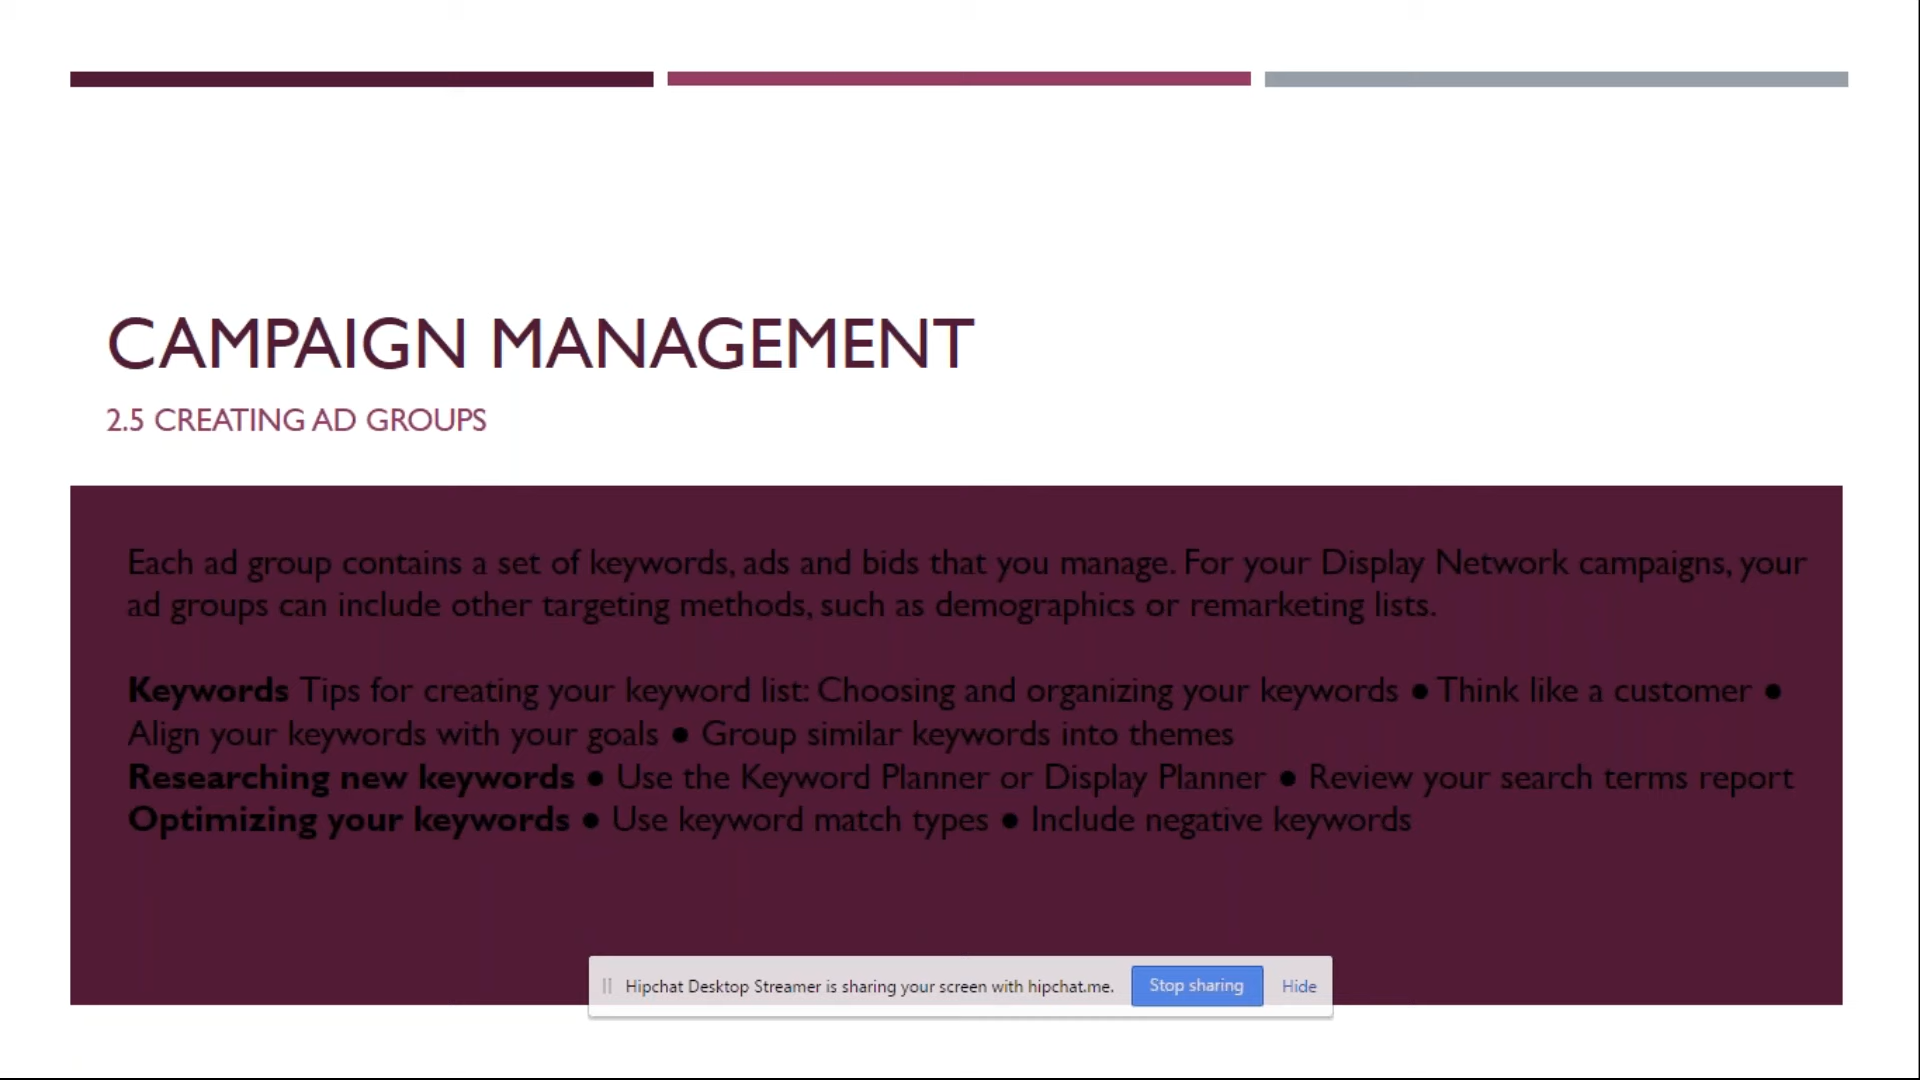 CAMPAIGN MANAGEMENT
2.5 CREATING AD GROUPS
Each ad group contains a set of keywords, ads and bids that you manage. For your Display Network campaigns, your
ad groups can include other targeting methods, such as demographics or remarketing lists.
Keywords Tips for creating your keyword list: Choosing and organizing your keywords ● Think like a customer ●
Align your keywords with your goals ● Group similar keywords into themes
Researching new keywords ● Use the Keyword Planner or Display Planner ● Review your search terms report
Optimizing your keywords ● Use keyword match types ● Include negative keywords
Hipchat Desktop Streamer is sharing your screen with hipchat.me. Stop sharing Hide